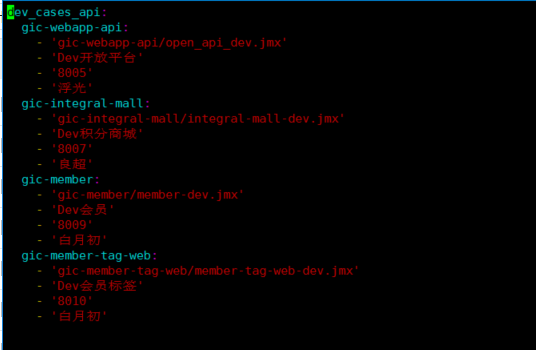 dev_cases_api:
gic-webapp-api:
- 'gic-webapp-api/open_api_dev.jmx'
- 'Dev开放平台'
- '8005'
- '浮光'
gic-integral-mall:
- 'gic-integral-mall/integral-mall-dev.jmx'
- 'Dev积分商城'
- '8007'
- '良超'
gic-member:
- 'gic-member/member-dev.jmx'
- 'Dev会员'
- '8009'
- '白月初'
gic-member-tag-web:
- 'gic-member-tag-web/member-tag-web-dev.jmx'
- 'Dev会员标签'
- '8010'
- '白月初'